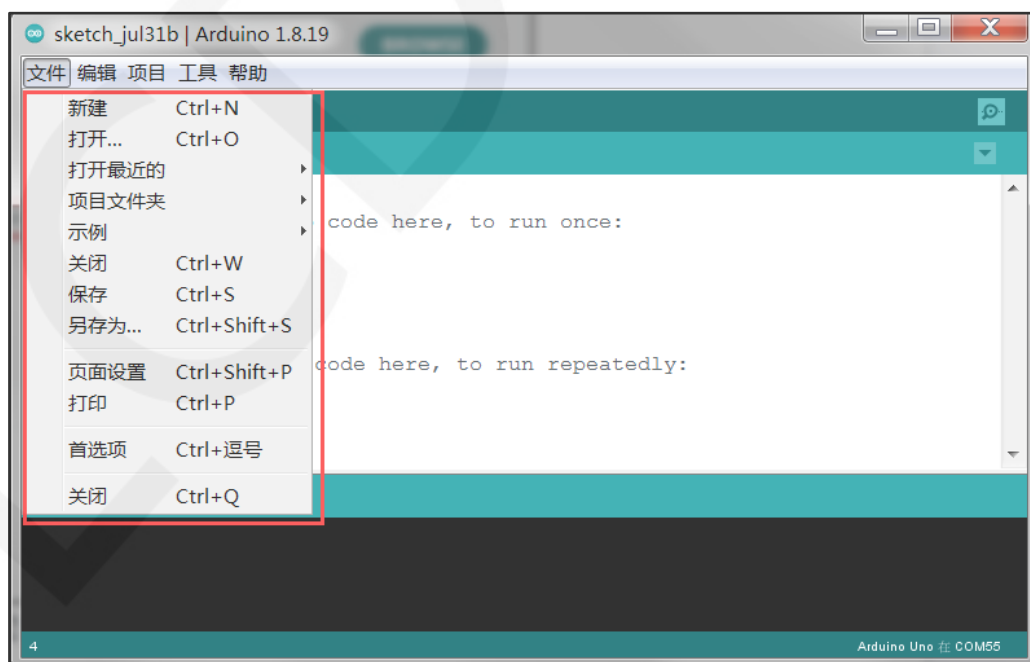 sketch_jul31b | Arduino 1.8.19
文件 编辑 项目 工具 帮助
新建 Ctrl+N
打开... Ctrl+O
打开最近的
项目文件夹
示例
code here, to run once:
关闭 Ctrl+W
保存 Ctrl+S
另存为... Ctrl+Shift+S
页面设置 Ctrl+Shift+P
code here, to run repeatedly:
打印 Ctrl+P
首选项 Ctrl+逗号
关闭 Ctrl+Q
4 Arduino Uno 在 COM55